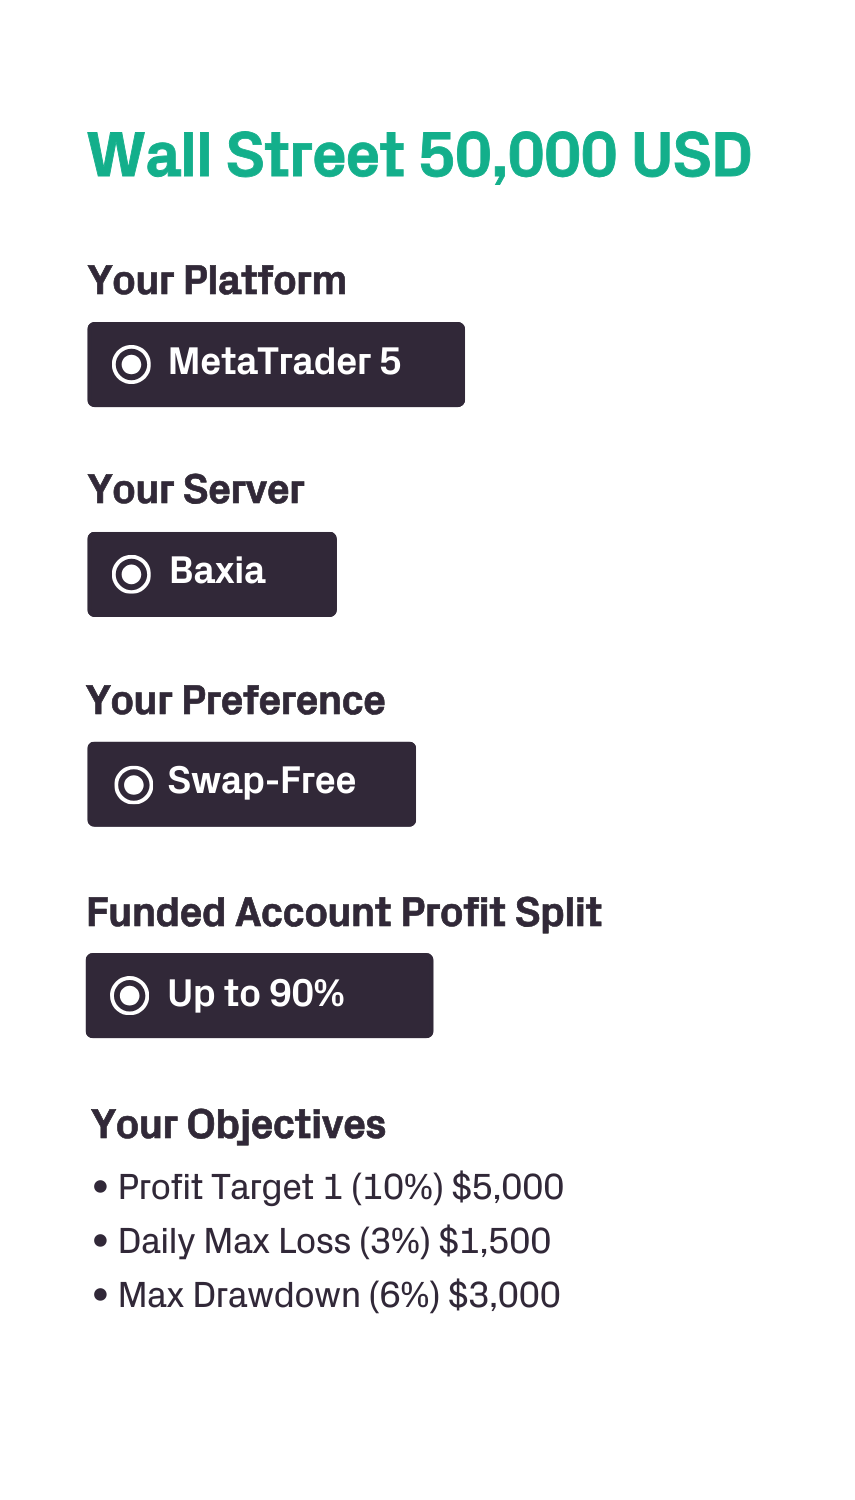 Wall Street 50,000 USD
Your Platform
MetaTrader 5
Your Server
Baxia
Your Preference
Swap-Free
Funded Account Profit Split
Up to 90%
Your Objectives
• Profit Target 1 (10%) $5,000
• Daily Max Loss (3%) $1,500
• Max Drawdown (6%) $3,000